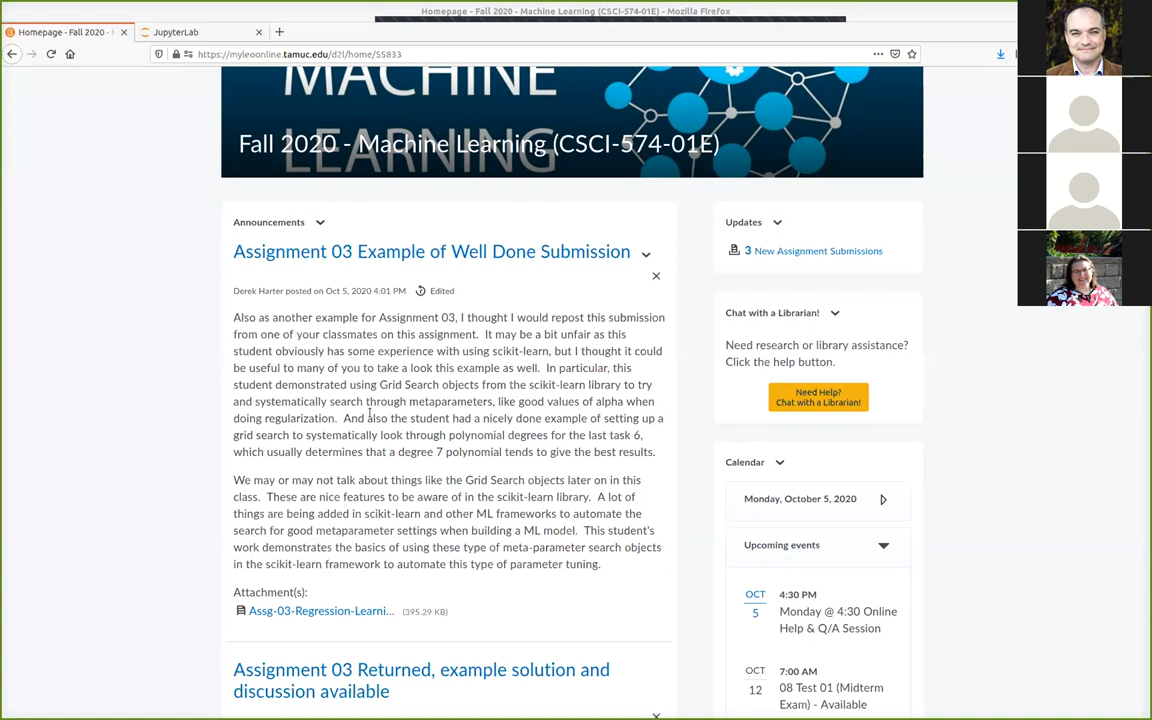 Homepage - Fall 2020 - Machine Learning (CSCI-574-01E) - Mozilla Firefox
Homepage - Fall 2020 -
JupyterLab
https://myleoonline.tamuc.edu/d2l/home/55833
MACHINE
LEARNING
Fall 2020 - Machine Learning (CSCI-574-01E)
Announcements
Assignment 03 Example of Well Done Submission
Derek Harter posted on Oct 5, 2020 4:01 PM Edited
Also as another example for Assignment 03, I thought I would repost this submission
from one of your classmates on this assignment. It may be a bit unfair as this
student obviously has some experience with using scikit-learn, but I thought it could
be useful to many of you to take a look this example as well. In particular, this
student demonstrated using Grid Search objects from the scikit-learn library to try
and systematically search through metaparameters, like good values of alpha when
doing regularization. And also the student had a nicely done example of setting up a
grid search to systematically look through polynomial degrees for the last task 6,
which usually determines that a degree 7 polynomial tends to give the best results.
We may or may not talk about things like the Grid Search objects later on in this
class. These are nice features to be aware of in the scikit-learn library. A lot of
things are being added in scikit-learn and other ML frameworks to automate the
search for good metaparameter settings when building a ML model. This student's
work demonstrates the basics of using these type of meta-parameter search objects
in the scikit-learn framework to automate this type of parameter tuning.
Attachment(s):
Assg-03-Regression-Learni... (395.29 KB)
Assignment 03 Returned, example solution and
discussion available
Updates
3 New Assignment Submissions
Chat with a Librarian!
Need research or library assistance?
Click the help button.
Need Help?
Chat with a Librarian!
Calendar
Monday, October 5, 2020
Upcoming events
OCT
5
4:30 PM
Monday @ 4:30 Online
Help & Q/A Session
OCT
12
7:00 AM
08 Test 01 (Midterm
Exam) - Available